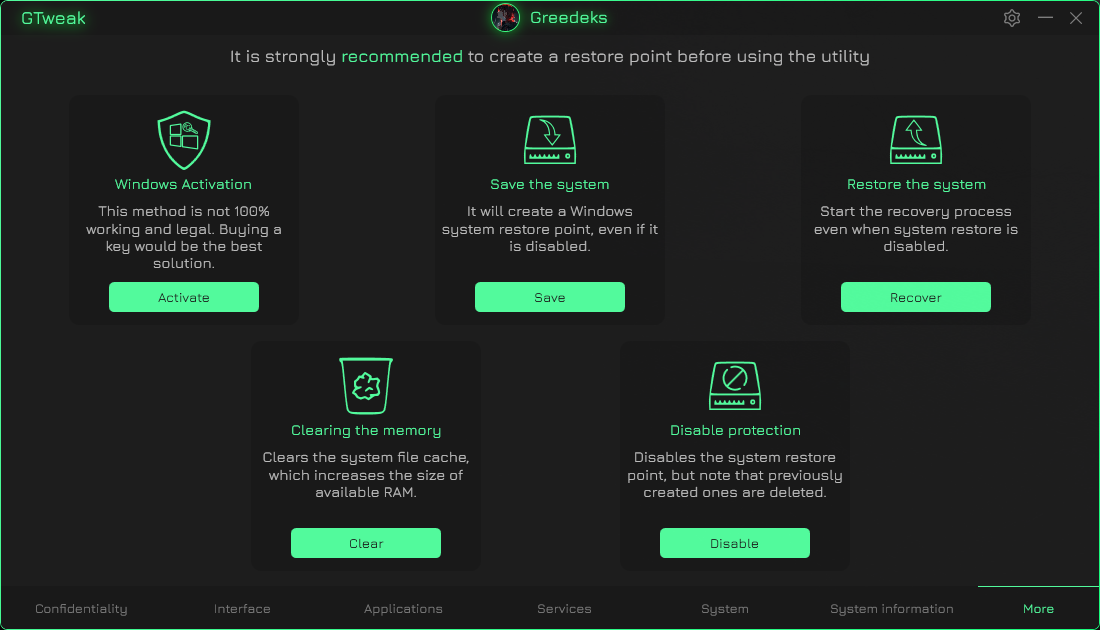 GTweak
Greedeks
It is strongly recommended to create a restore point before using the utility
Windows Activation
This method is not 100%
working and legal. Buying a
key would be the best
solution.
Activate
Save the system
It will create a Windows
system restore point, even if it
is disabled.
Save
Restore the system
Start the recovery process
even when system restore is
disabled.
Recover
Clearing the memory
Clears the system file cache,
which increases the size of
available RAM.
Clear
Disable protection
Disables the system restore
point, but note that previously
created ones are deleted.
Disable
Confidentiality
Interface
Applications
Services
System
System information
More